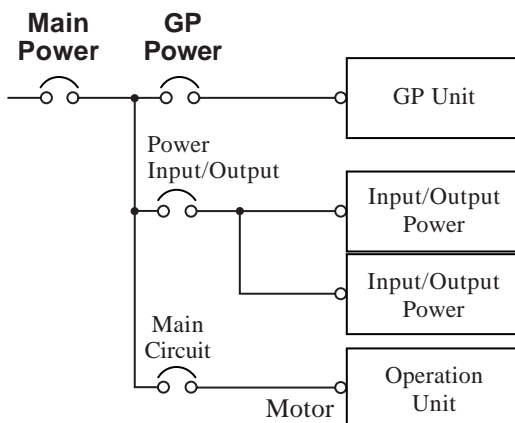 Main
Power
GP
Power
GP Unit
Power
Input/Output
Input/Output
Power
Input/Output
Power
Main
Circuit
Motor
Operation
Unit